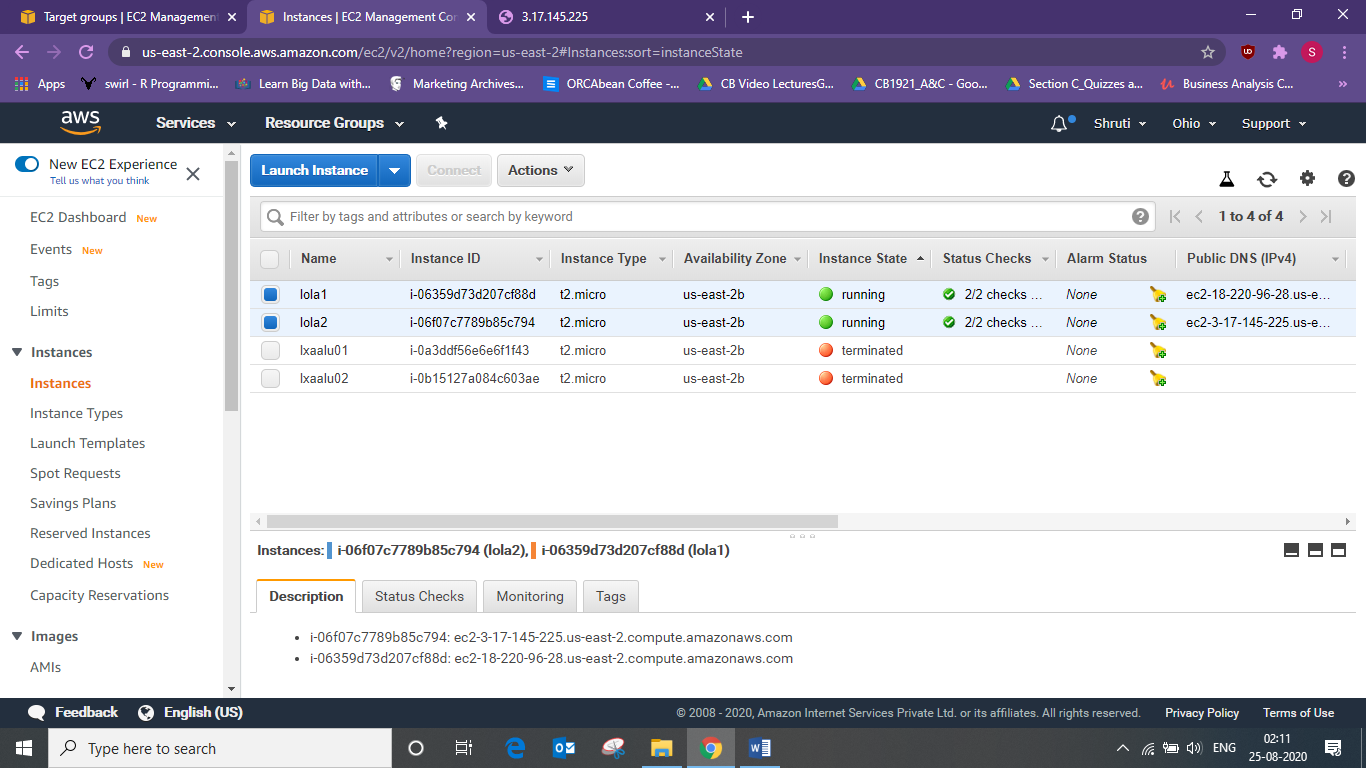 Target groups | EC2 Management
Instances | EC2 Management Con
3.17.145.225
us-east-2.console.aws.amazon.com/ec2/v2/home?region=us-east-2#Instances:sort=instanceState
S
Apps
swirl - R Programmi...
Learn Big Data with...
Marketing Archives...
ORCAbean Coffee -...
CB Video LecturesG...
CB1921_A&C - Goo...
Section C_Quizzes a...
Business Analysis C...
»
aws
Services
Resource Groups
Shruti
Ohio
Support
New EC2 Experience
Tell us what you think
EC2 Dashboard New
Events New
Tags
Limits
Instances
Instances
Instance Types
Launch Templates
Spot Requests
Savings Plans
Reserved Instances
Dedicated Hosts New
Capacity Reservations
Images
AMIs
Launch Instance
Connect
Actions
Filter by tags and attributes or search by keyword
1 to 4 of 4
Name Instance ID Instance Type Availability Zone Instance State Status Checks Alarm Status Public DNS (IPv4)
lola1 i-06359d73d207cf88d t2.micro us-east-2b running 2/2 checks ... None ec2-18-220-96-28.us-e...
lola2 i-06f07c7789b85c794 t2.micro us-east-2b running 2/2 checks ... None ec2-3-17-145-225.us-e...
lxaalu01 i-0a3ddf56e6e6f1f43 t2.micro us-east-2b terminated None
lxaalu02 i-0b15127a084c603ae t2.micro us-east-2b terminated None
Instances: i-06f07c7789b85c794 (lola2), i-06359d73d207cf88d (lola1)
Description
Status Checks
Monitoring
Tags
• i-06f07c7789b85c794: ec2-3-17-145-225.us-east-2.compute.amazonaws.com
• i-06359d73d207cf88d: ec2-18-220-96-28.us-east-2.compute.amazonaws.com
Feedback
English (US)
© 2008 - 2020, Amazon Internet Services Private Ltd. or its affiliates. All rights reserved.
Privacy Policy
Terms of Use
Type here to search
ENG
02:11
25-08-2020